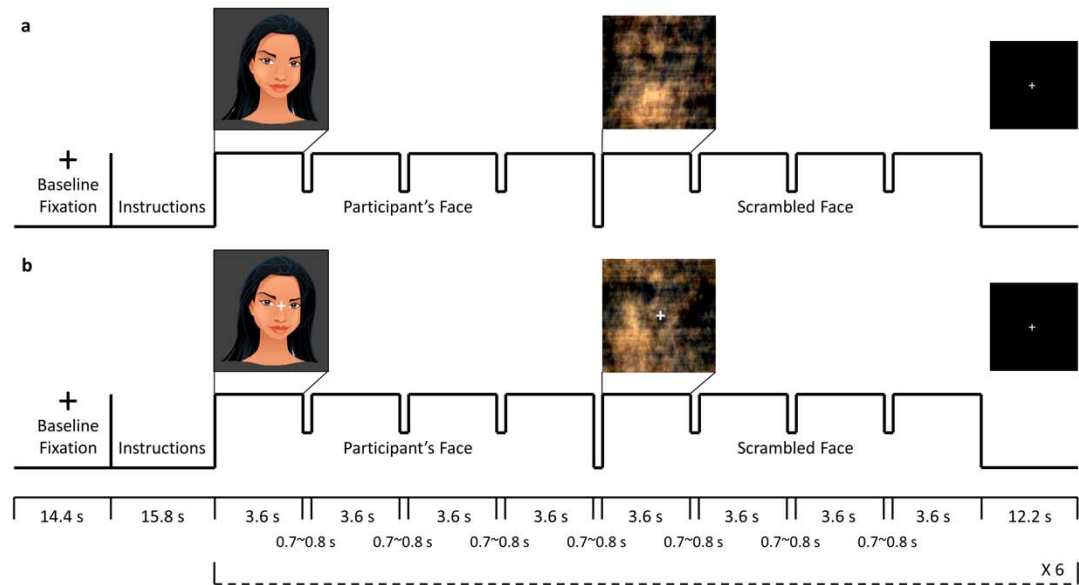 a
+
Baseline
Fixation
Instructions
Participant's Face
Scrambled Face
b
+
Baseline
Fixation
Instructions
Participant's Face
Scrambled Face
14.4 s 15.8 s 3.6 s 3.6 s 3.6 s 3.6 s 3.6 s 3.6 s 3.6 s 3.6 s 12.2 s
0.7~0.8 s 0.7~0.8 s 0.7~0.8 s 0.7~0.8 s 0.7~0.8 s 0.7~0.8 s 0.7~0.8 s
X 6